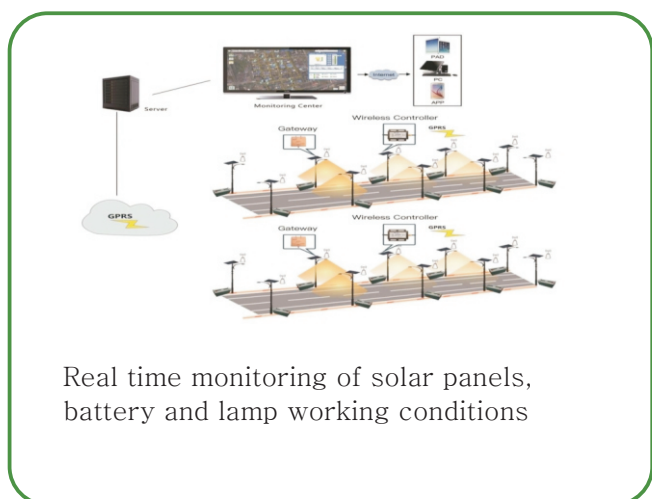 PAD
Internet
PC
Server
Monitoring Center
APP
Wireless Controller
Gateway
GPRS
GPRS
Wireless Controller
Gateway
GPRS
Real time monitoring of solar panels,
battery and lamp working conditions